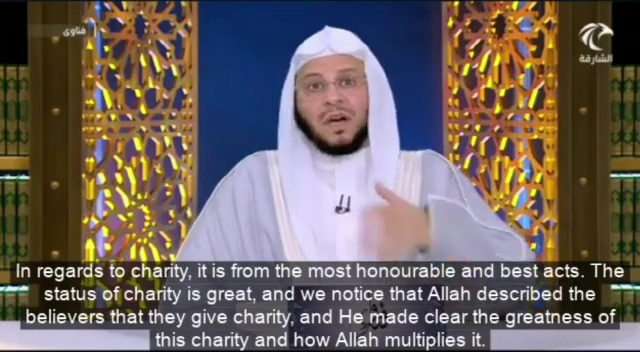 فتاوى
الشارقة
In regards to charity, it is from the most honourable and best acts. The
status of charity is great, and we notice that Allah described the
believers that they give charity, and He made clear the greatness of
this charity and how Allah multiplies it.